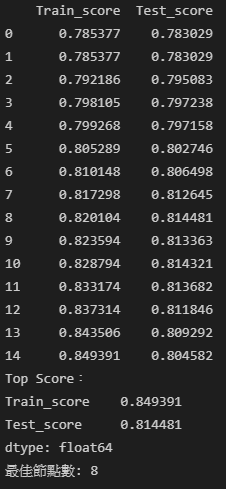 Train_score Test_score
0 0.785377 0.783029
1 0.785377 0.783029
2 0.792186 0.795083
3 0.798105 0.797238
4 0.799268 0.797158
5 0.805289 0.802746
6 0.810148 0.806498
7 0.817298 0.812645
8 0.820104 0.814481
9 0.823594 0.813363
10 0.828794 0.814321
11 0.833174 0.813682
12 0.837314 0.811846
13 0.843506 0.809292
14 0.849391 0.804582
Top Score：
Train_score 0.849391
Test_score 0.814481
dtype: float64
最佳節點數: 8